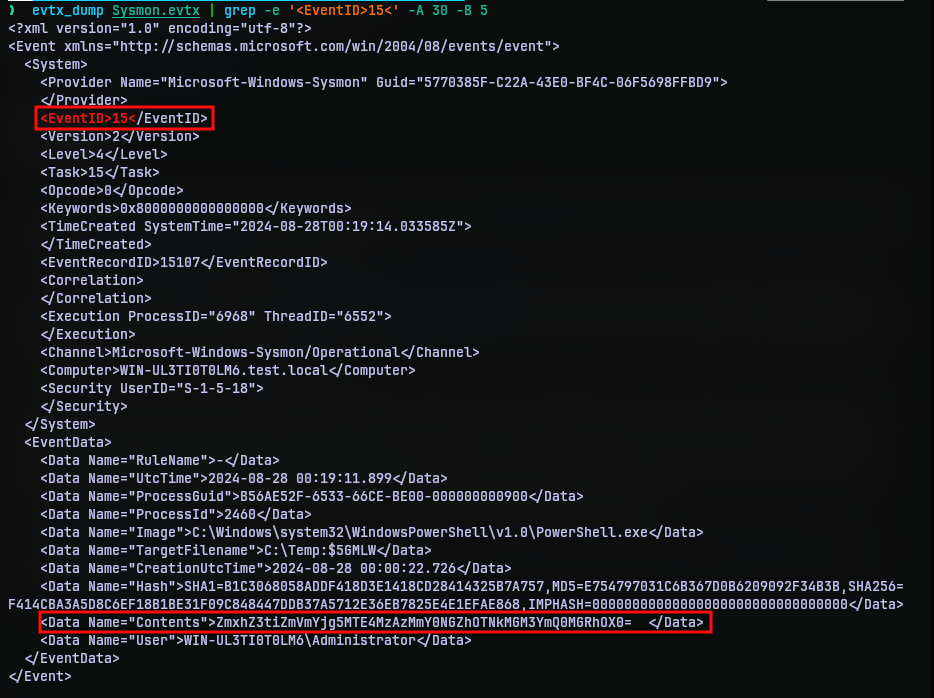 ❯ evtx_dump Sysmon.evtx | grep -e '<EventID>15<' -A 30 -B 5
<?xml version="1.0" encoding="utf-8"?>
<Event xmlns="http://schemas.microsoft.com/win/2004/08/events/event">
<System>
<Provider Name="Microsoft-Windows-Sysmon" Guid="5770385F-C22A-43E0-BF4C-06F5698FFBD9">
</Provider>
<EventID>15</EventID>
<Version>2</Version>
<Level>4</Level>
<Task>15</Task>
<Opcode>0</Opcode>
<Keywords>0x8000000000000000</Keywords>
<TimeCreated SystemTime="2024-08-28T00:19:14.033585Z">
</TimeCreated>
<EventRecordID>15107</EventRecordID>
<Correlation>
</Correlation>
<Execution ProcessID="6968" ThreadID="6552">
</Execution>
<Channel>Microsoft-Windows-Sysmon/Operational</Channel>
<Computer>WIN-UL3TI0T0LM6.test.local</Computer>
<Security UserID="S-1-5-18">
</Security>
</System>
<EventData>
<Data Name="RuleName">-</Data>
<Data Name="UtcTime">2024-08-28 00:19:11.899</Data>
<Data Name="ProcessGuid">B56AE52F-6533-66CE-BE00-000000000900</Data>
<Data Name="ProcessId">2460</Data>
<Data Name="Image">C:\Windows\system32\WindowsPowerShell\v1.0\PowerShell.exe</Data>
<Data Name="TargetFilename">C:\Temp:$5GMLW</Data>
<Data Name="CreationUtcTime">2024-08-28 00:00:22.726</Data>
<Data Name="Hash">SHA1=B1C3068058ADDF418D3E1418CD28414325B7A757,MD5=E754797031C6B367D0B6209092F34B3B,SHA256=
F414CBA3A5D8C6EF18B1BE31F09C848447DDB37A5712E36EB7825E4E1EFAE868,IMPHASH=00000000000000000000000000000000</Data>
<Data Name="Contents">ZmxhZ3tiZmVmYjg5MTE4MzAzMmY0NGZhOTNkMGM3YmQ0MGRhOX0=  </Data>
<Data Name="User">WIN-UL3TI0T0LM6\Administrator</Data>
</EventData>
</Event>